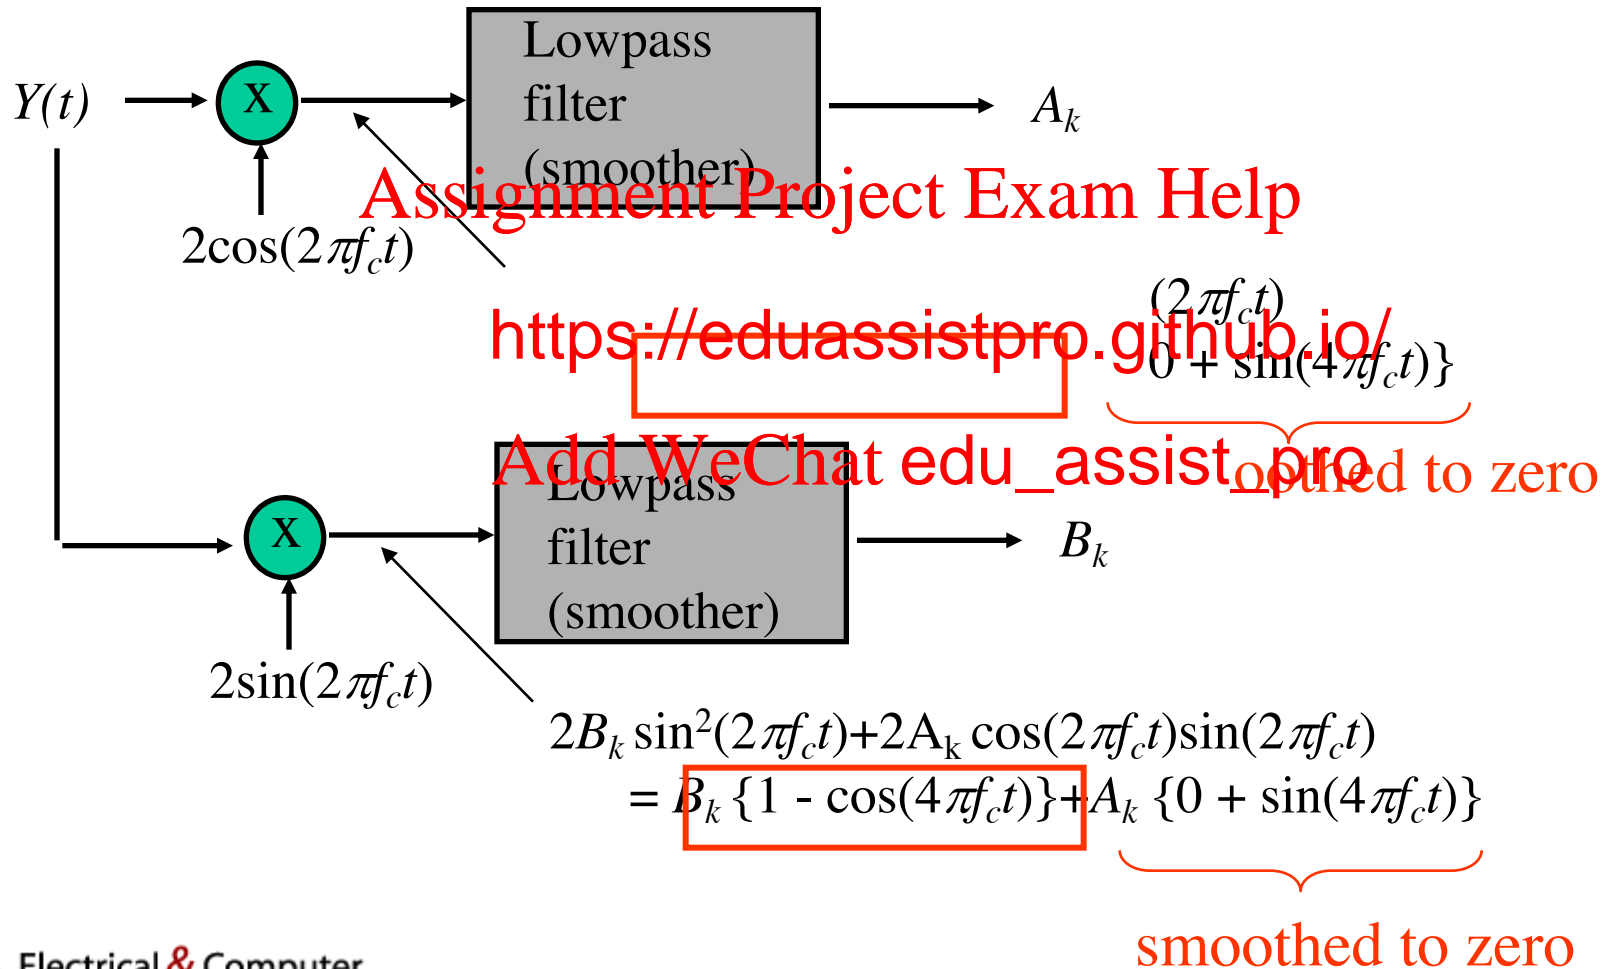 Lowpass
filter
(smoother)
Y(t)
X
A_k
2cos(2πf_ct)
Assignment Project Exam Help
(2πf_ct)
https://eduassistpro.github.io/
0 + sin(4πf_ct)}
Add WeChat edu_assist_pro
oothed to zero
Lowpass
filter
(smoother)
X
B_k
2sin(2πf_ct)
2B_k sin²(2πf_ct)+2A_k cos(2πf_ct)sin(2πf_ct)
= B_k {1 - cos(4πf_ct)}+A_k {0 + sin(4πf_ct)}
smoothed to zero
Electrical & Computer